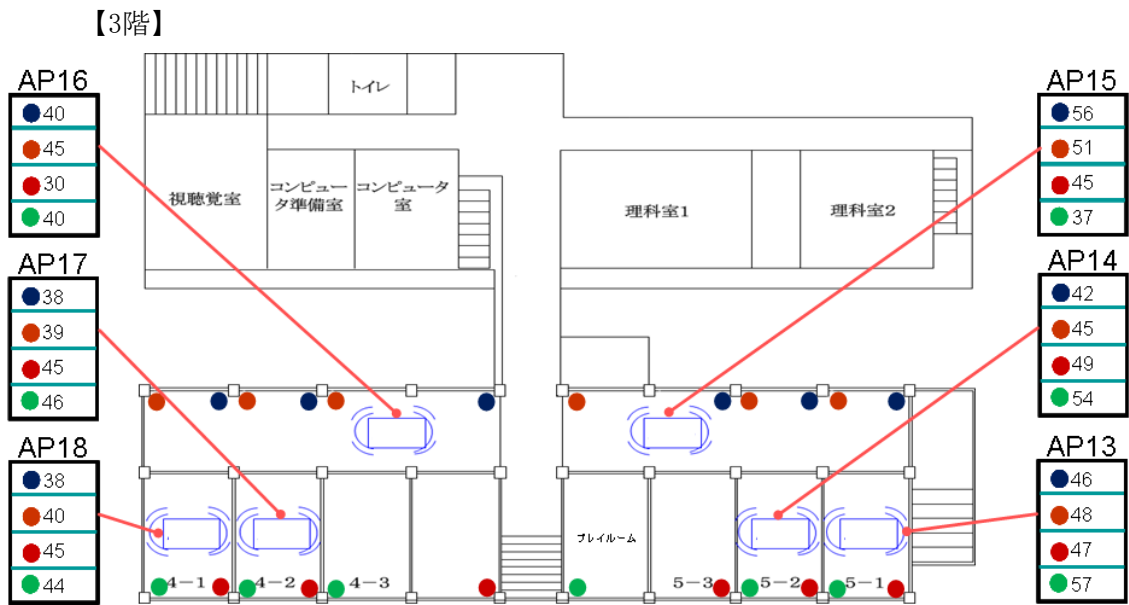 【3階】
AP16
40
45
30
40
AP17
38
39
45
46
AP18
38
40
45
44
トイレ
視聴覚室
コンピュー
タ準備室
コンピュータ
室
理科室1
理科室2
プレイルーム
4-1
4-2
4-3
5-3
5-2
5-1
AP15
56
51
45
37
AP14
42
45
49
54
AP13
46
48
47
57